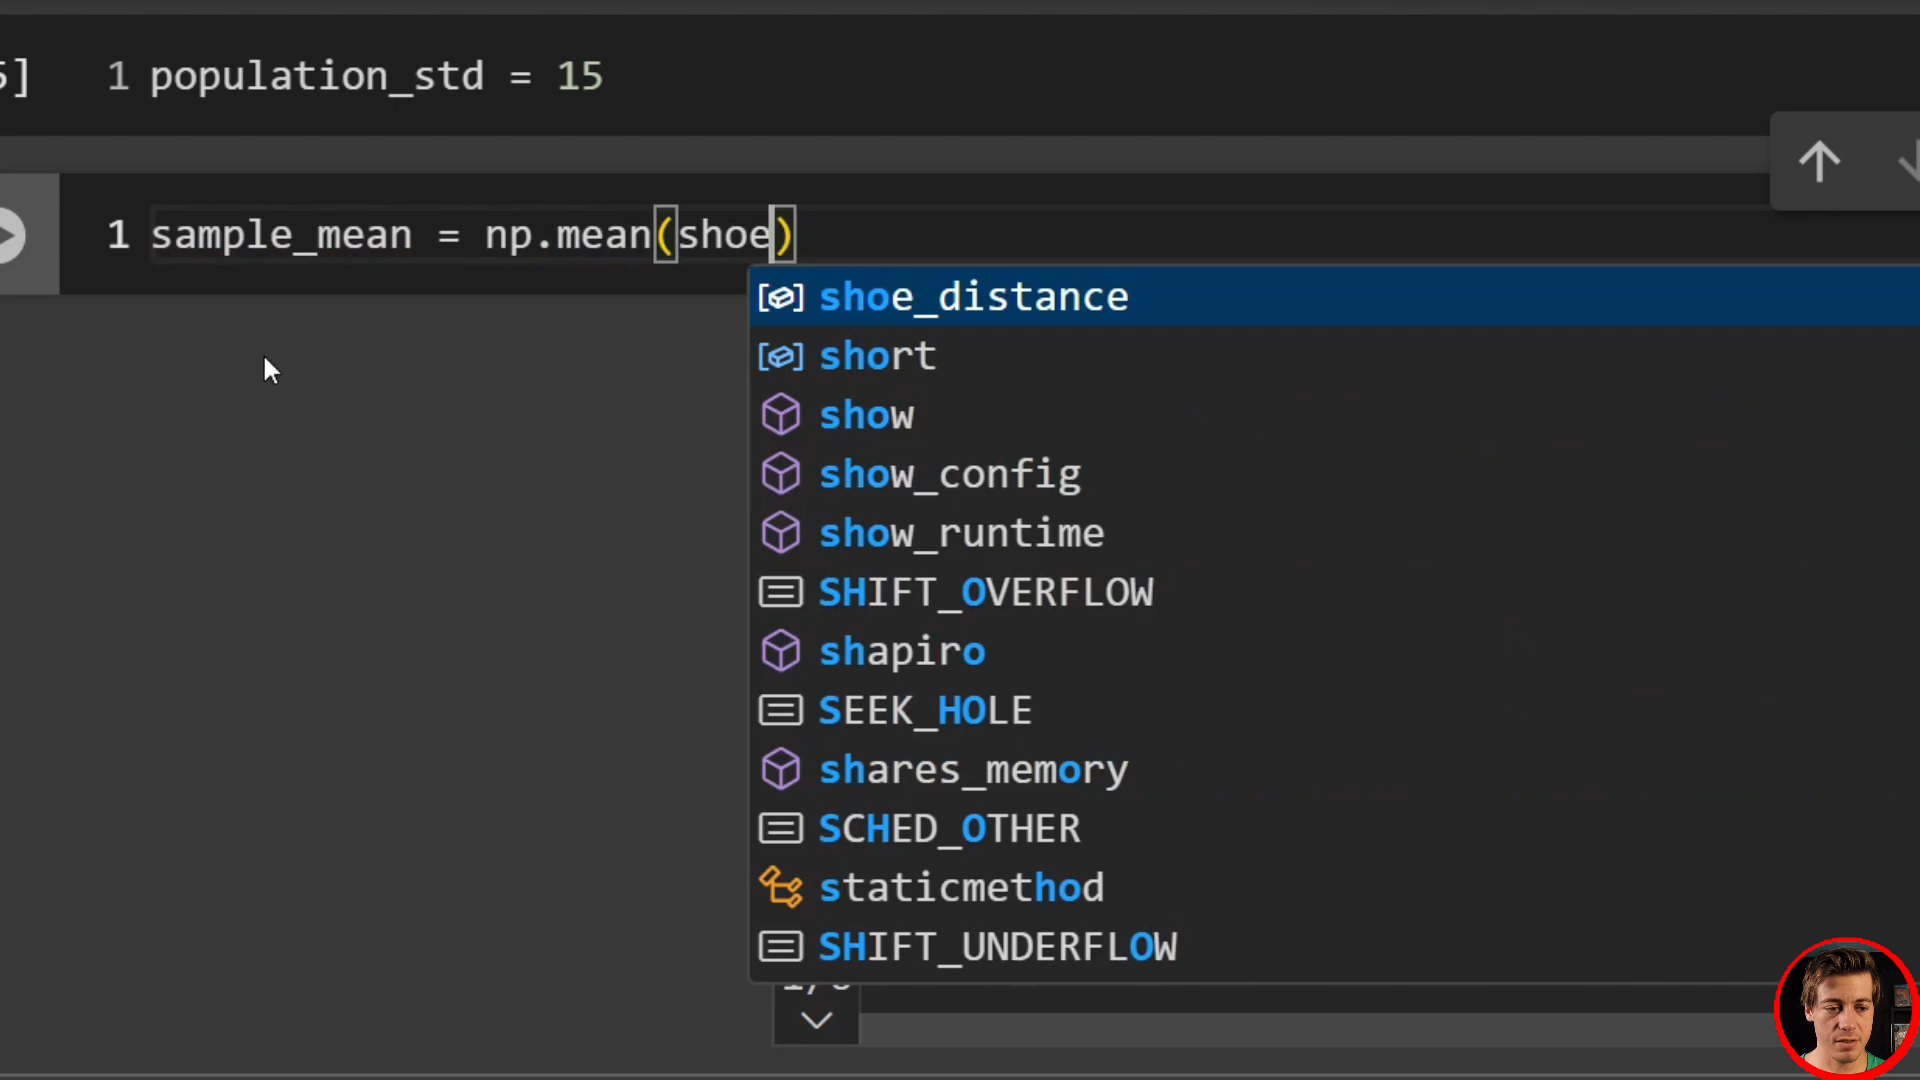 5] 1 population_std = 15
1 sample_mean = np.mean(shoe)
shoe_distance
short
show
show_config
show_runtime
SHIFT_OVERFLOW
shapiro
SEEK_HOLE
shares_memory
SCHED_OTHER
staticmethod
SHIFT_UNDERFLOW